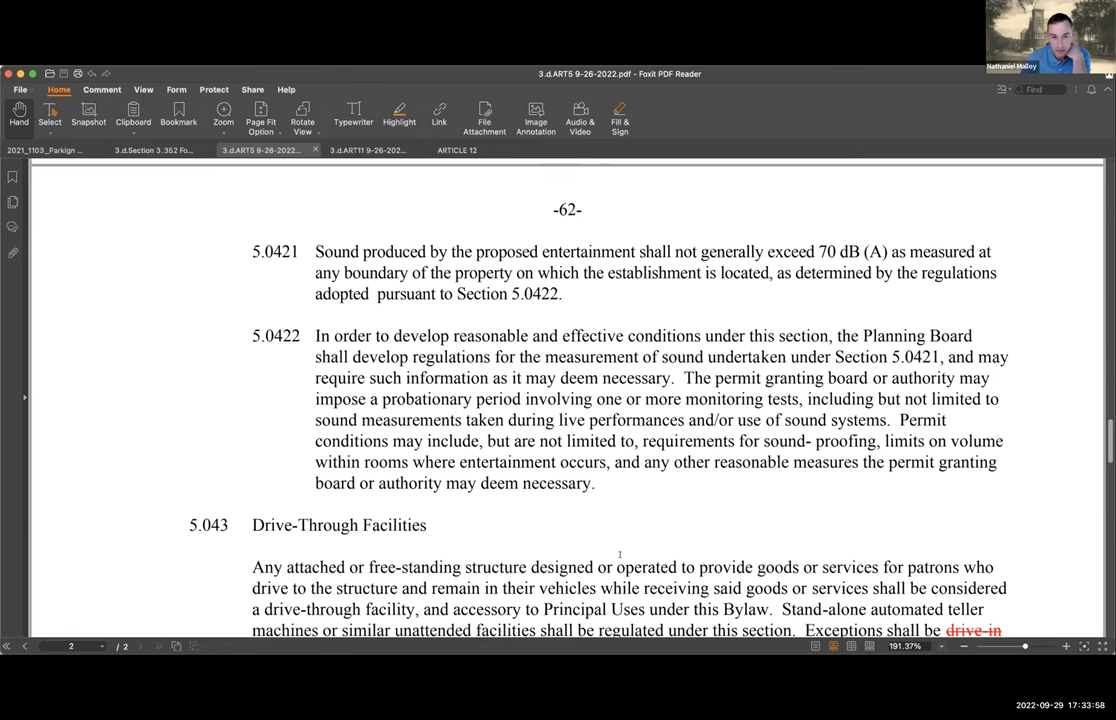 Nathaniel Malloy
3.d.ART5 9-26-2022.pdf - Foxit PDF Reader
File Home Comment View Form Protect Share Help
Find
Hand Select Snapshot Clipboard Bookmark Zoom Page Fit Option Rotate View Typewriter Highlight Link File Attachment Image Annotation Audio & Video Fill & Sign
2021_1103_Parkign ... 3.d.Section 3.352 Fo... 3.d.ART5 9-26-2022... 3.d.ART11 9-26-202... ARTICLE 12
-62-
5.0421 Sound produced by the proposed entertainment shall not generally exceed 70 dB (A) as measured at
any boundary of the property on which the establishment is located, as determined by the regulations
adopted pursuant to Section 5.0422.
5.0422 In order to develop reasonable and effective conditions under this section, the Planning Board
shall develop regulations for the measurement of sound undertaken under Section 5.0421, and may
require such information as it may deem necessary. The permit granting board or authority may
impose a probationary period involving one or more monitoring tests, including but not limited to
sound measurements taken during live performances and/or use of sound systems. Permit
conditions may include, but are not limited to, requirements for sound- proofing, limits on volume
within rooms where entertainment occurs, and any other reasonable measures the permit granting
board or authority may deem necessary.
5.043 Drive-Through Facilities
Any attached or free-standing structure designed or operated to provide goods or services for patrons who
drive to the structure and remain in their vehicles while receiving said goods or services shall be considered
a drive-through facility, and accessory to Principal Uses under this Bylaw. Stand-alone automated teller
machines or similar unattended facilities shall be regulated under this section. Exceptions shall be drive-in
2 / 2 191.37%
2022-09-29 17:33:58